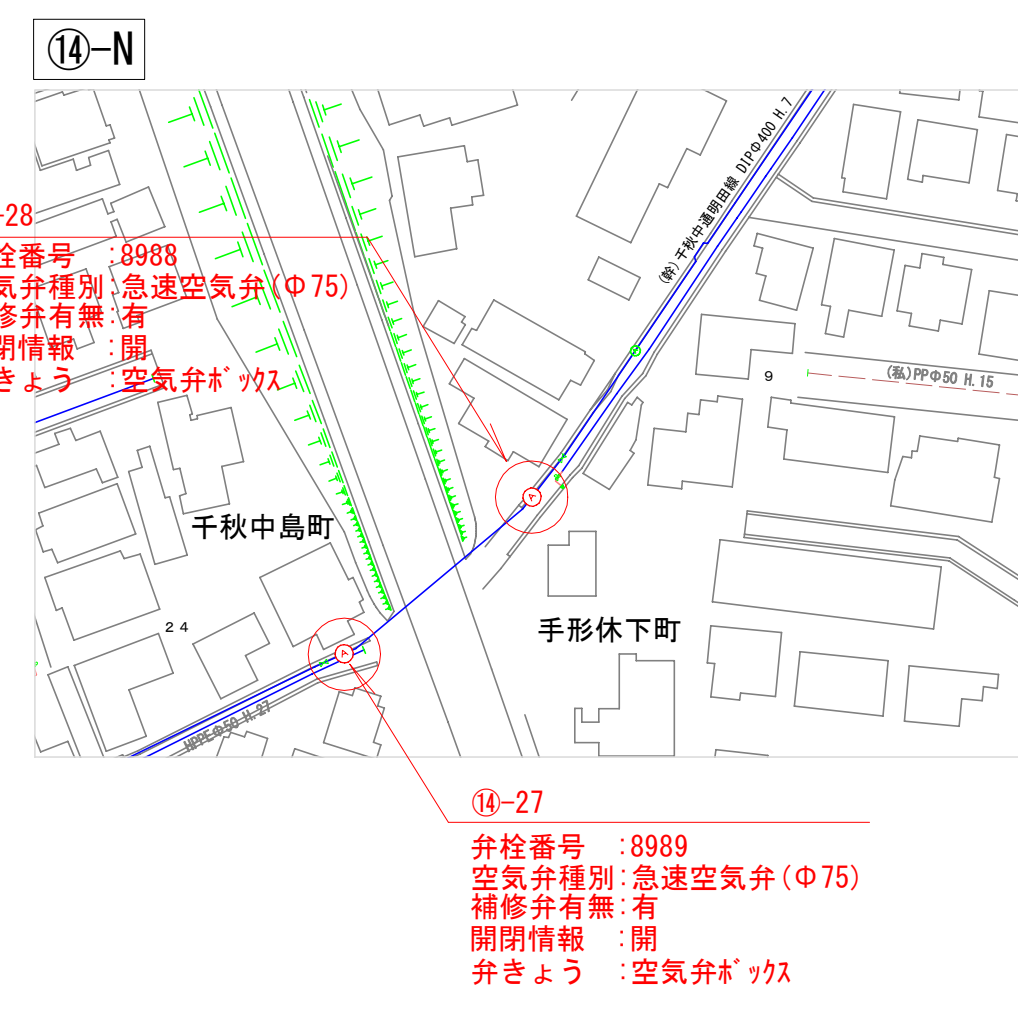 ⑭-N
-28
栓番号　:8988
気弁種別:急速空気弁(Φ75)
修弁有無:有
閉情報　:開
きょう　:空気弁ﾎﾞｯｸｽ
(幹)千秋中通明田線 DIPΦ400 H.7
(私)PPΦ50 H.15
9
千秋中島町
24
手形休下町
HPPEΦ50 H.27
A
A
⑭-27
弁栓番号　:8989
空気弁種別:急速空気弁(Φ75)
補修弁有無:有
開閉情報　:開
弁きょう　:空気弁ﾎﾞｯｸｽ